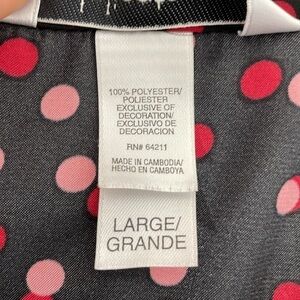 100% POLYESTER/
POLIESTER
EXCLUSIVE OF
DECORATION/
EXCLUSIVO DE
DECORACION
RN# 64211
MADE IN CAMBODIA/
HECHO EN CAMBOYA
LARGE/
GRANDE